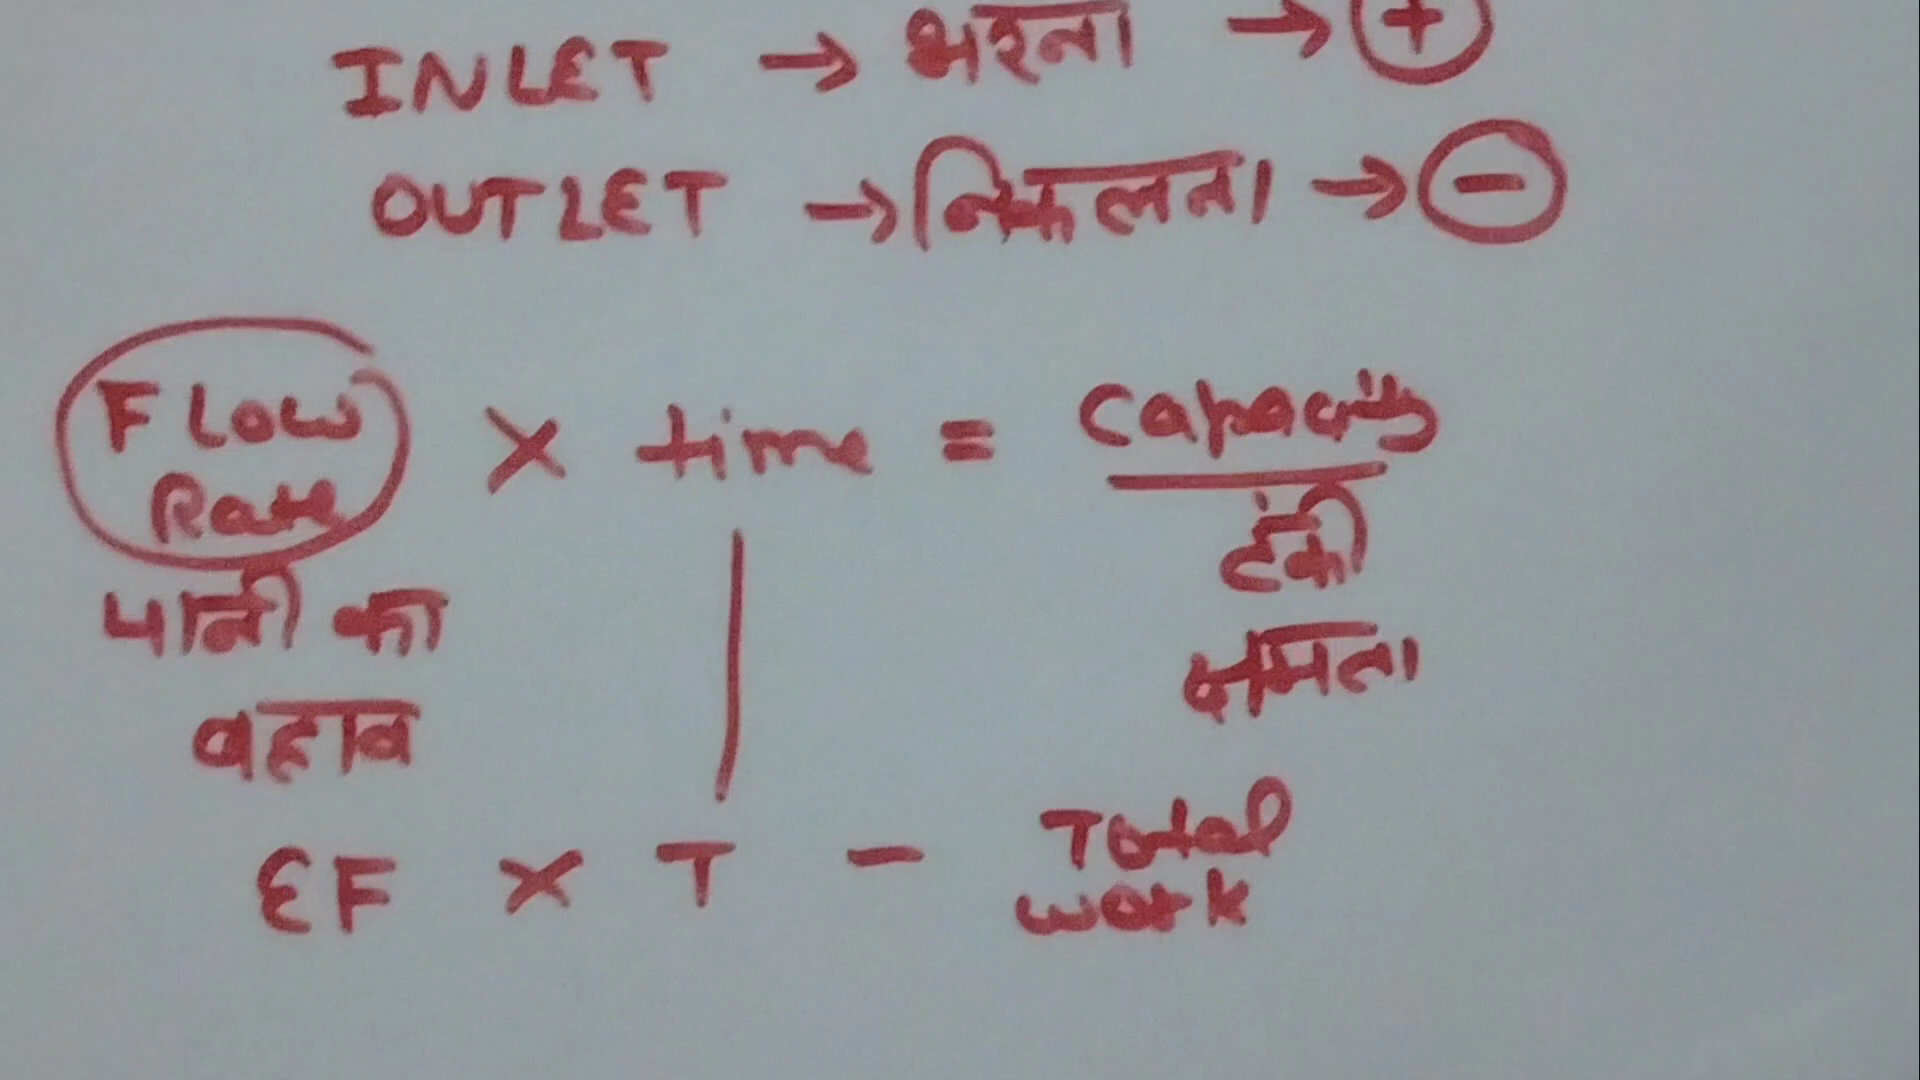 INLET → भरना → +
OUTLET → निकलना → −
Flow Rate × time = Capacity
पानी का बहाव
टंकी क्षमता
EF × T − Total work